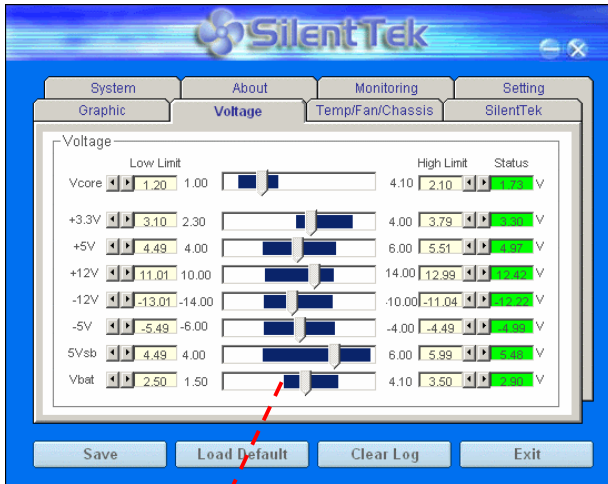 SilentTek
System About Monitoring Setting
Graphic Voltage Temp/Fan/Chassis SilentTek
Voltage
Low Limit High Limit Status
Vcore 1.20 1.00 4.10 2.10 1.73 V
+3.3V 3.10 2.30 4.00 3.79 3.30 V
+5V 4.49 4.00 6.00 5.51 4.97 V
+12V 11.01 10.00 14.00 12.99 12.42 V
-12V -13.01 -14.00 -10.00 -11.04 -12.22 V
-5V -5.49 -6.00 -4.00 -4.49 -4.99 V
5Vsb 4.49 4.00 6.00 5.99 5.48 V
Vbat 2.50 1.50 4.10 3.50 2.90 V
Save Load Default Clear Log Exit